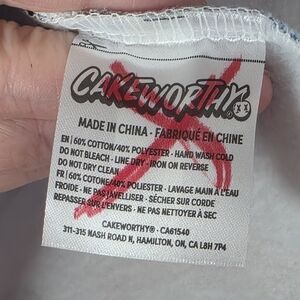 CAKEWORTHY
MADE IN CHINA · FABRIQUÉ EN CHINE
EN | 60% COTTON/40% POLYESTER · HAND WASH COLD
DO NOT BLEACH · LINE DRY · IRON ON REVERSE
DO NOT DRY CLEAN
FR | 60% COTONE/40% POLYESTER · LAVAGE MAIN À L'EAU
FROIDE · NE PAS JAVELLISER · SÉCHER SUR CORDE
REPASSER SUR L'ENVERS · NE PAS NETTOYER À SEC
CAKEWORTHY® · CA61540
311-315 NASH ROAD N, HAMILTON, ON, CA L8H 7P4